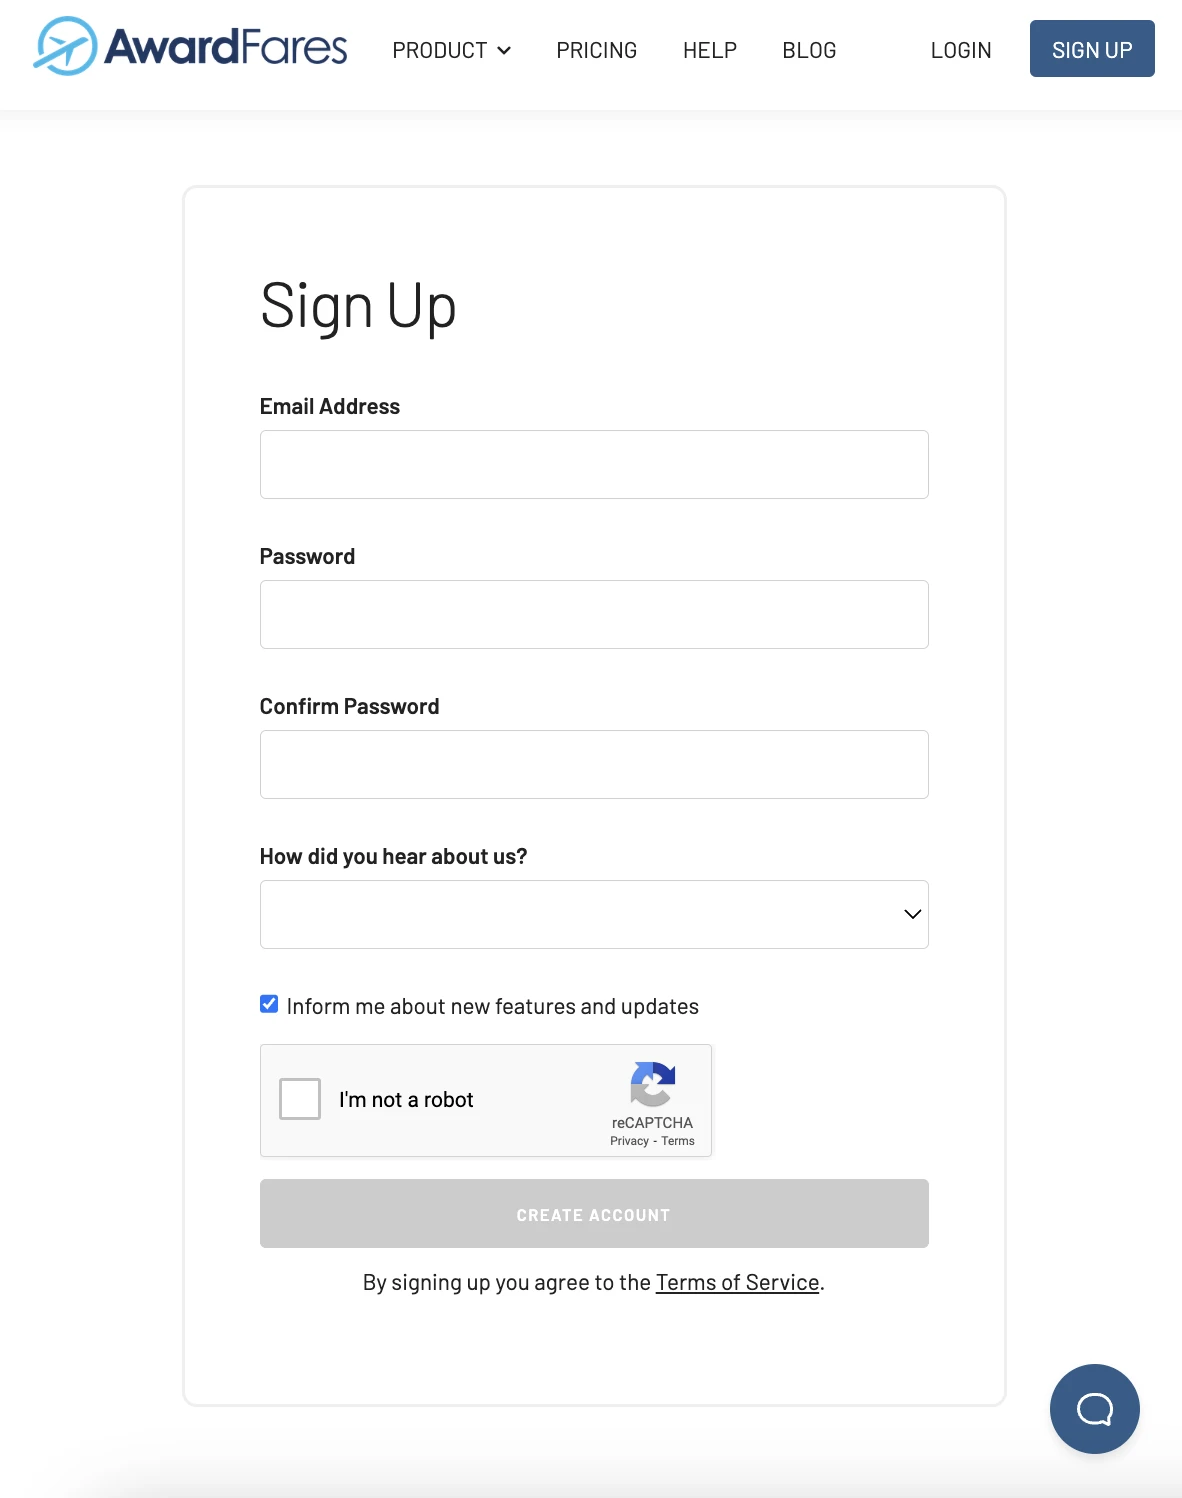 AwardFares
PRODUCT PRICING HELP BLOG LOGIN SIGN UP
Sign Up
Email Address
Password
Confirm Password
How did you hear about us?
Inform me about new features and updates
I'm not a robot
reCAPTCHA
Privacy - Terms
CREATE ACCOUNT
By signing up you agree to the Terms of Service.